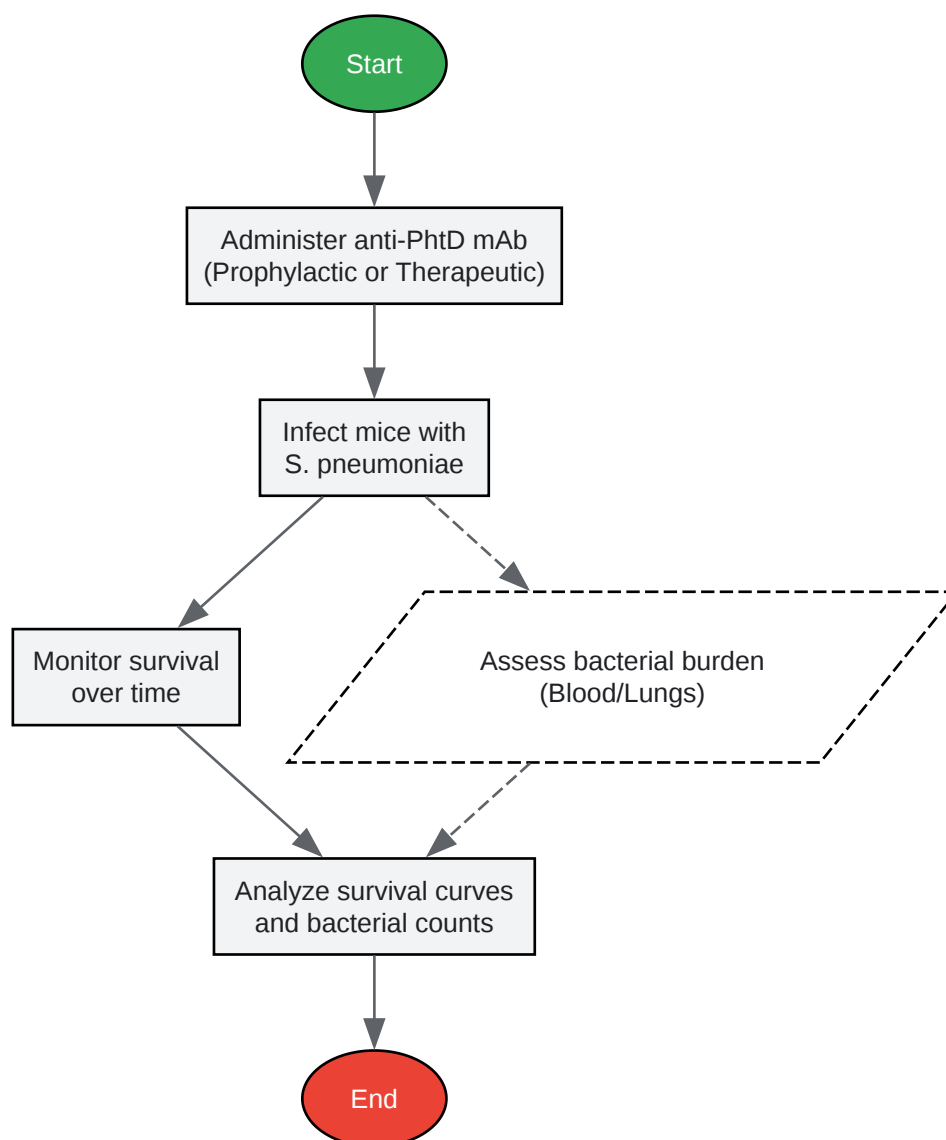 Start
Administer anti-PhtD mAb
(Prophylactic or Therapeutic)
Infect mice with
S. pneumoniae
Monitor survival
over time
Assess bacterial burden
(Blood/Lungs)
Analyze survival curves
and bacterial counts
End